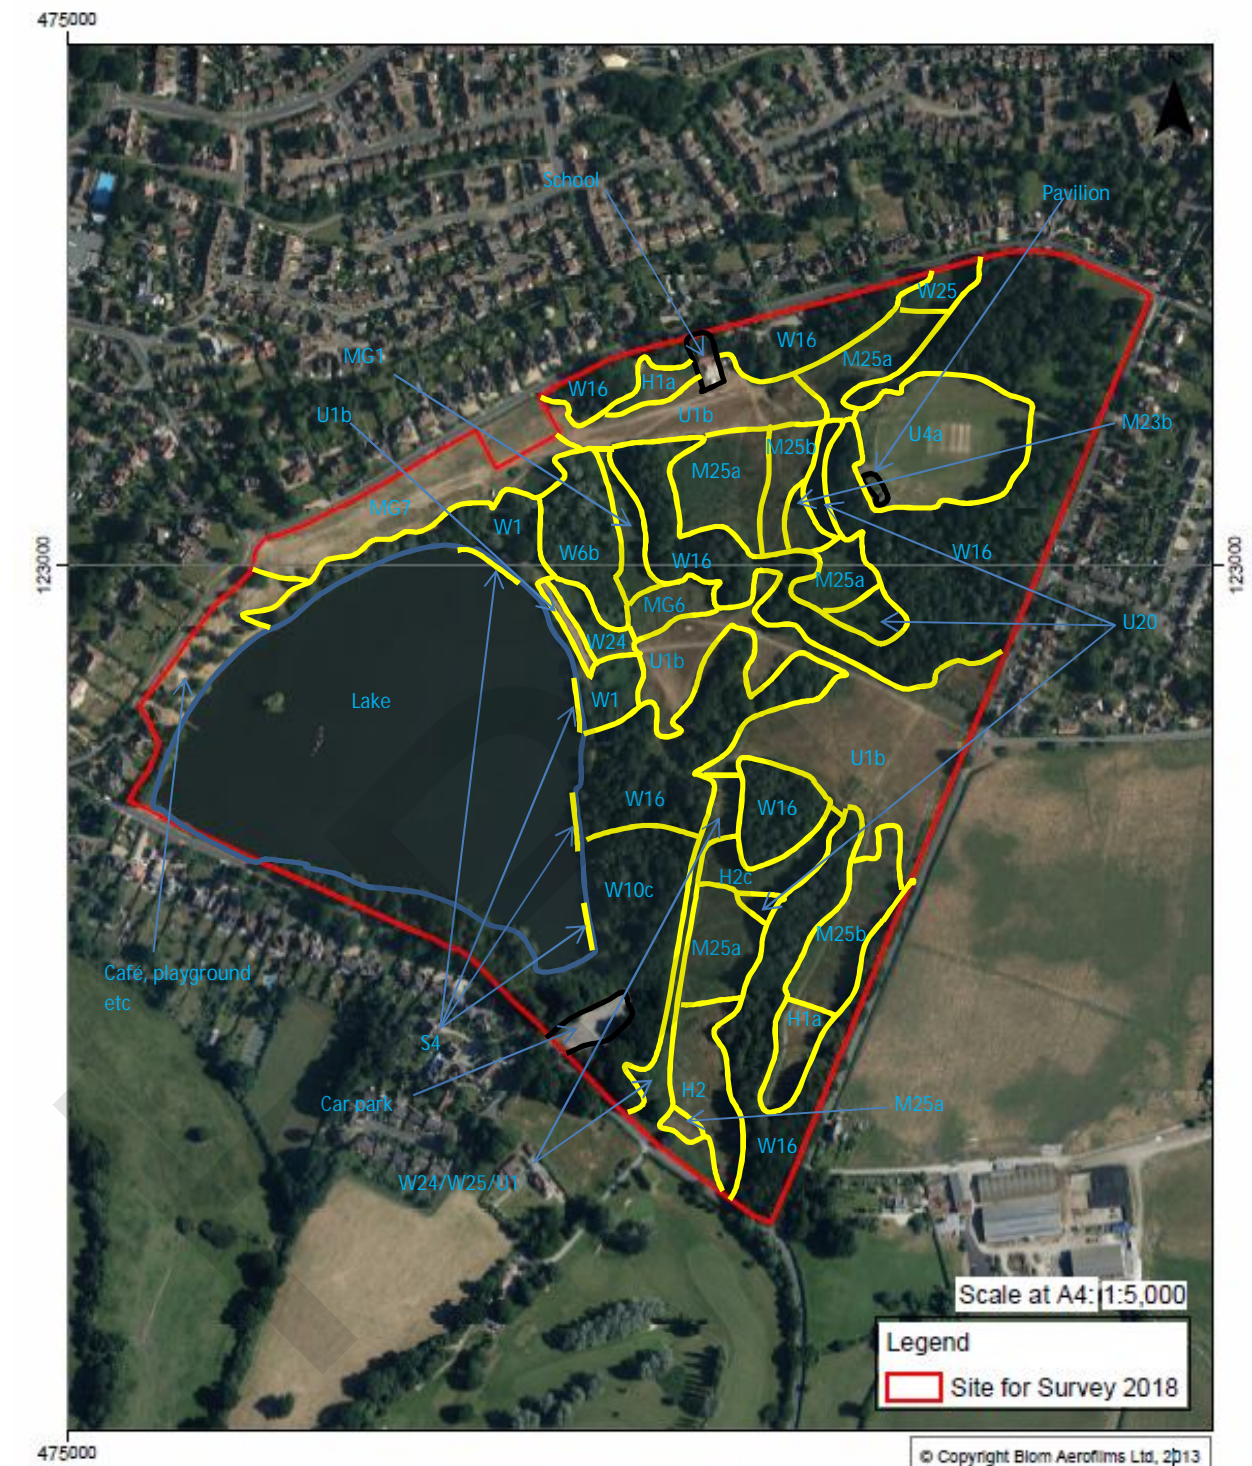 475000
School
Pavilion
W25
W16
MG1
M25a
H1a
W16
U1b
U1b
M23b
U4a
M25b
M25a
MG7
W1
W6b
W16
W16
123000
123000
M25a
MG6
U20
W24
U1b
W1
Lake
U1b
W16
W16
H2c
W10c
M25b
M25a
Café, playground
etc
H1a
S4
H2
Car park
M25a
W16
W24/W25/U1
Scale at A4: 1:5,000
Legend
Site for Survey 2018
475000
© Copyright Blom Aerofilms Ltd, 2013